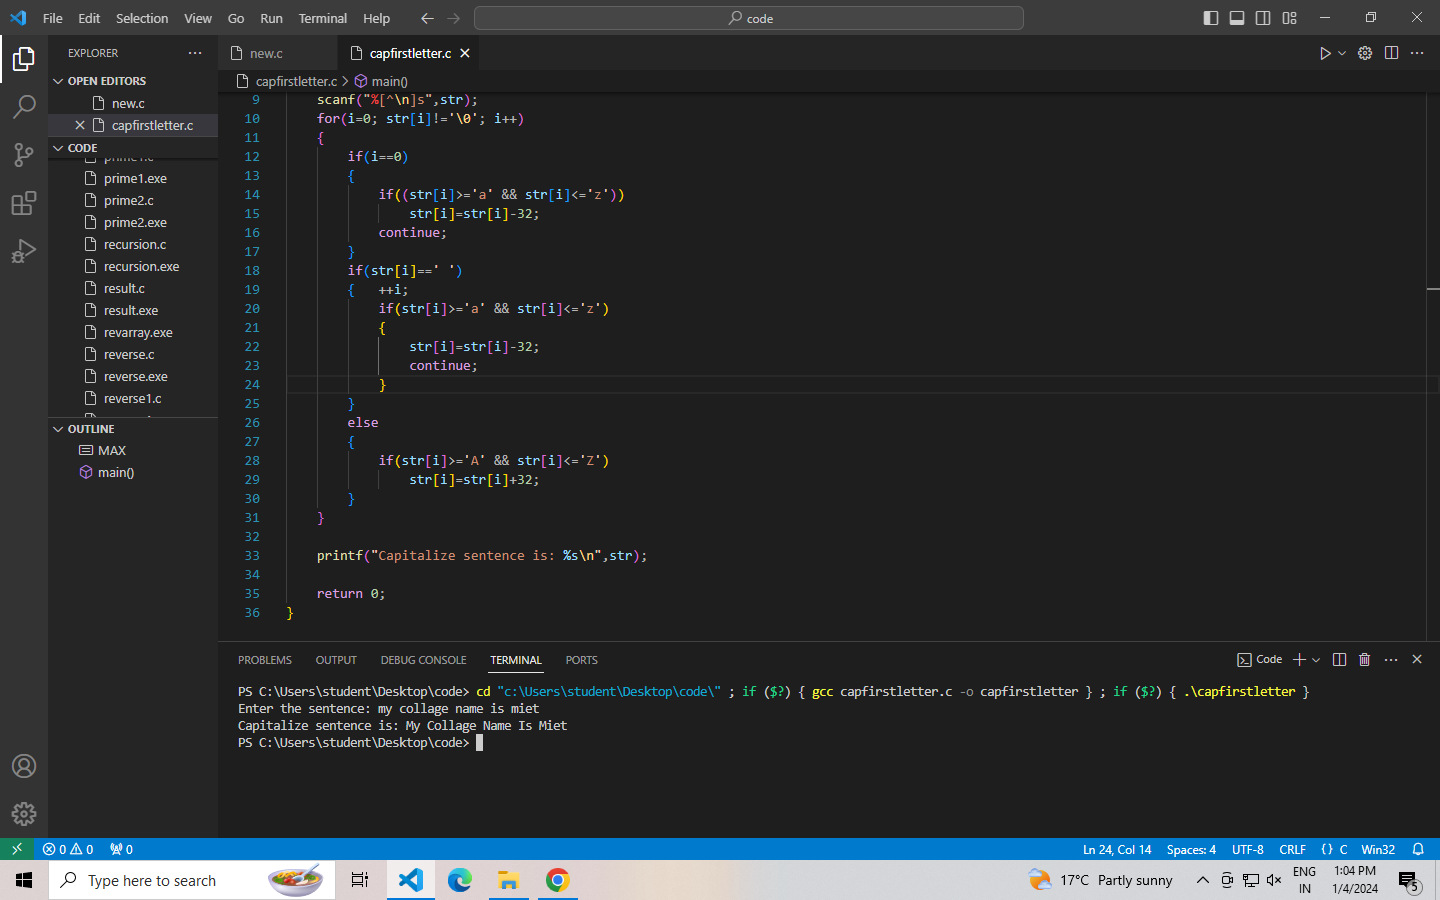 File Edit Selection View Go Run Terminal Help
code
EXPLORER
OPEN EDITORS
new.c
capfirstletter.c
CODE
prime1.c
prime1.exe
prime2.c
prime2.exe
recursion.c
recursion.exe
result.c
result.exe
revarray.exe
reverse.c
reverse.exe
reverse1.c
OUTLINE
MAX
main()
new.c
capfirstletter.c
capfirstletter.c > main()
9 scanf("%[^\n]s",str);
10 for(i=0; str[i]!='\0'; i++)
11 {
12 if(i==0)
13 {
14 if((str[i]>='a' && str[i]<='z'))
15 str[i]=str[i]-32;
16 continue;
17 }
18 if(str[i]==' ')
19 { ++i;
20 if(str[i]>='a' && str[i]<='z')
21 {
22 str[i]=str[i]-32;
23 continue;
24 }
25 }
26 else
27 {
28 if(str[i]>='A' && str[i]<='Z')
29 str[i]=str[i]+32;
30 }
31 }
32
33 printf("Capitalize sentence is: %s\n",str);
34
35 return 0;
36 }
PROBLEMS OUTPUT DEBUG CONSOLE TERMINAL PORTS
Code
PS C:\Users\student\Desktop\code> cd "c:\Users\student\Desktop\code\" ; if ($?) { gcc capfirstletter.c -o capfirstletter } ; if ($?) { .\capfirstletter }
Enter the sentence: my collage name is miet
Capitalize sentence is: My Collage Name Is Miet
PS C:\Users\student\Desktop\code>
0 0 0
Ln 24, Col 14 Spaces: 4 UTF-8 CRLF {} C Win32
Type here to search
17°C Partly sunny
ENG
IN
1:04 PM
1/4/2024
5